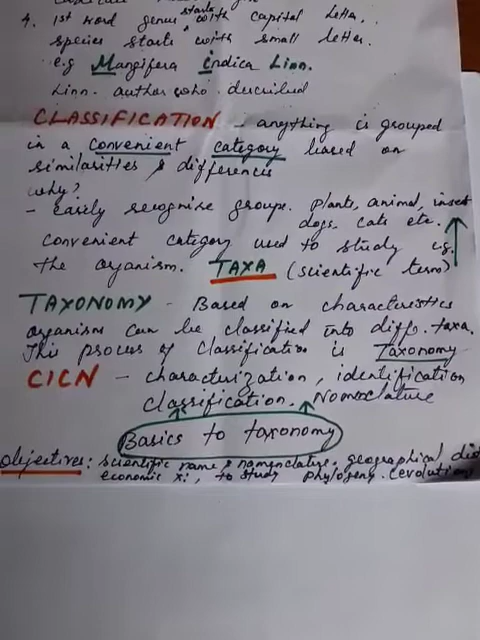 4. 1st word genus starts with capital letter.
species starts with small letter.
e.g Mangifera indica Linn.
Linn. author who described
CLASSIFICATION - anything is grouped
in a convenient category based on
similarities & differences
why?
- easily recognise groups. plants, animal, insect
dogs, cats etc.
convenient category used to study e.g.
the organism. TAXA (scientific term)
TAXONOMY - Based on characteristics
organism can be classified into diff. taxa.
This process of classification is Taxonomy
CICN - characterization, identification
classification. Nomenclature
Basics to taxonomy
Objectives: scientific name & nomenclature, geographical dist
economic to study phylogeny. (evolution